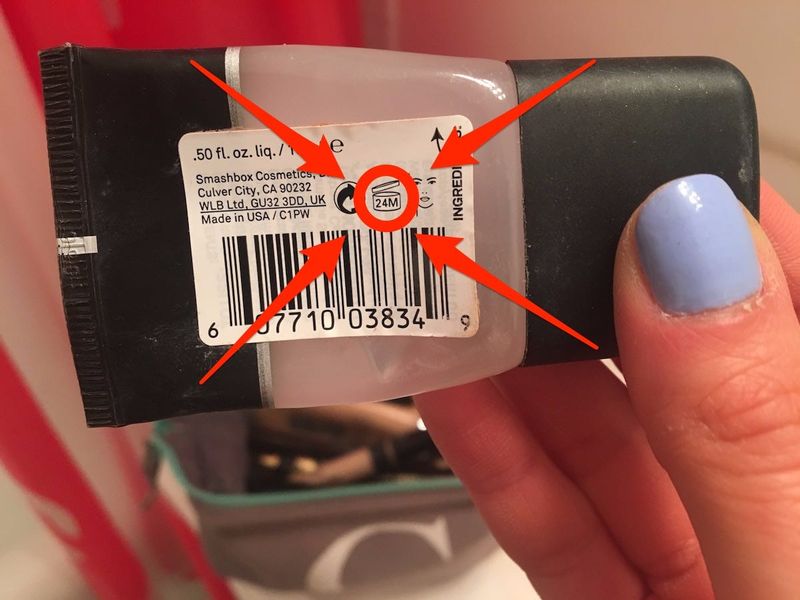 .50 fl. oz. liq. / 1 e
Smashbox Cosmetics,
Culver City, CA 90232
WLB Ltd, GU32 3DD, UK
Made in USA / C1PW
24M
INGREDI
6 07710 03834 9
C